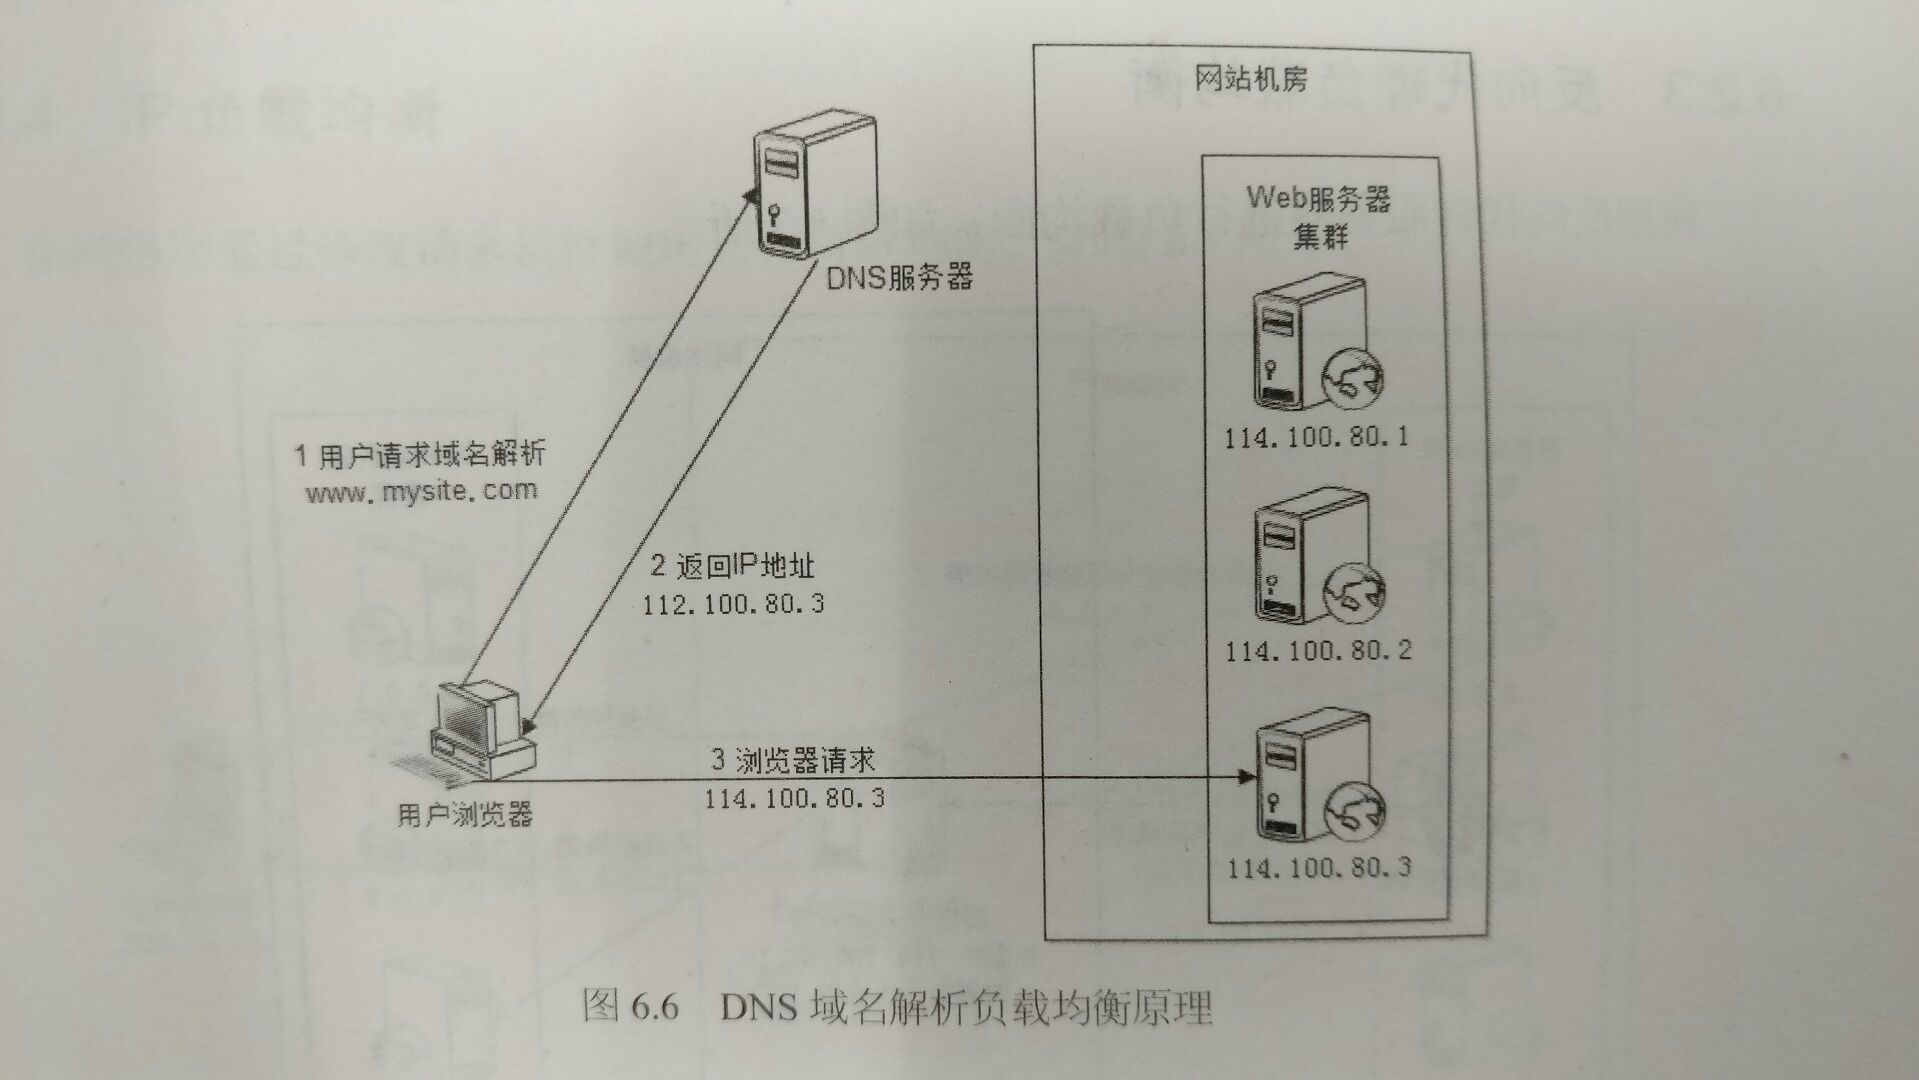 网站机房
Web服务器
集群
DNS服务器
114.100.80.1
1 用户请求域名解析
www.mysite.com
2 返回IP地址
112.100.80.3
114.100.80.2
3 浏览器请求
114.100.80.3
用户浏览器
114.100.80.3
图 6.6 DNS 域名解析负载均衡原理